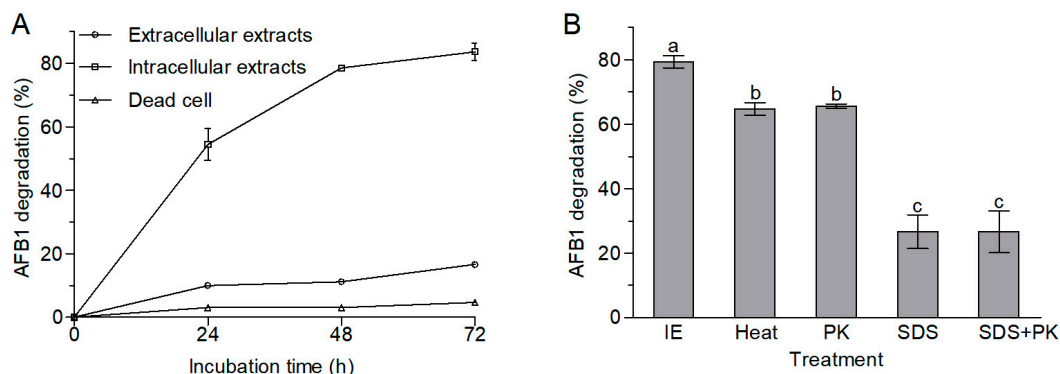 A
Extracellular extracts
Intracellular extracts
Dead cell
AFB1 degradation (%)
80
60
40
20
0
0 24 48 72
Incubation time (h)
B
AFB1 degradation (%)
80
60
40
20
0
a b b c c
IE Heat PK SDS SDS+PK
Treatment